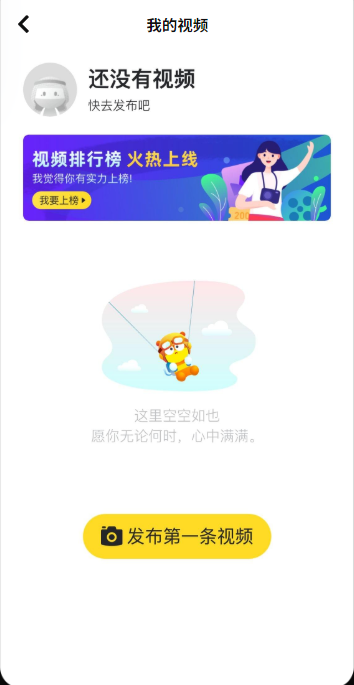 我的视频
还没有视频
快去发布吧
视频排行榜 火热上线
我觉得你有实力上榜!
我要上榜
200
这里空空如也
愿你无论何时，心中满满。
发布第一条视频